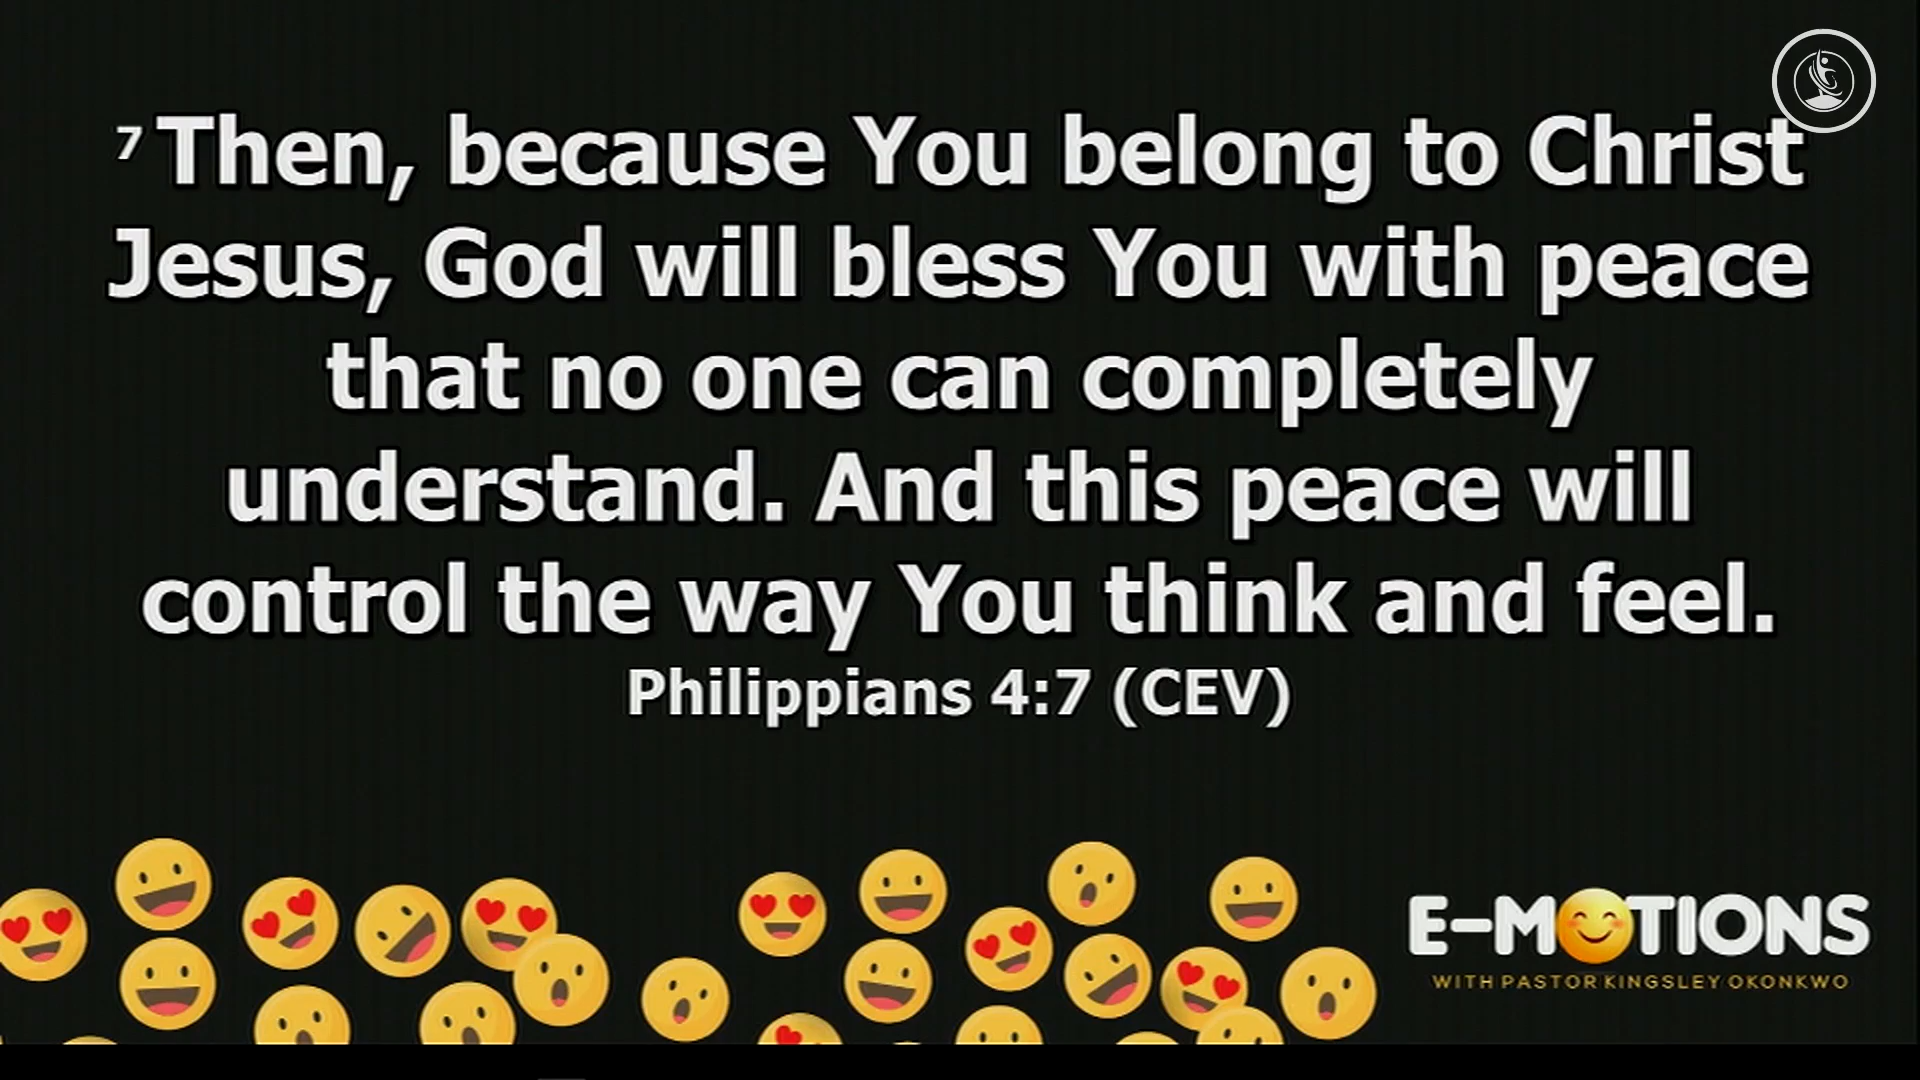 7 Then, because You belong to Christ
Jesus, God will bless You with peace
that no one can completely
understand. And this peace will
control the way You think and feel.
Philippians 4:7 (CEV)
E-MOTIONS
WITH PASTOR KINGSLEY OKONKWO